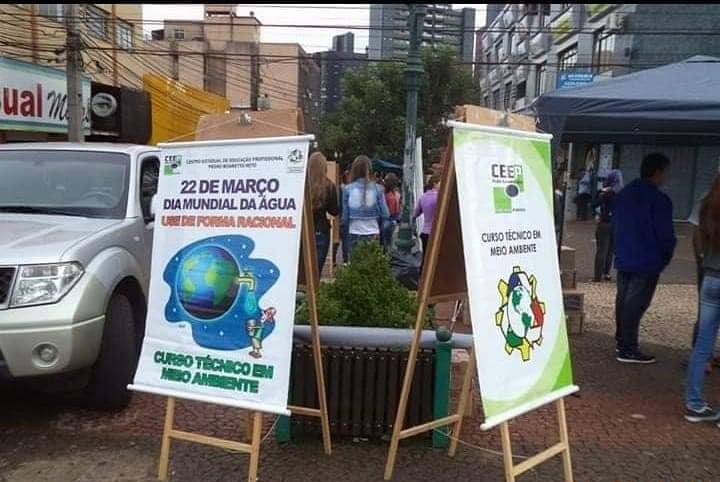 ual
CENTRO ESTADUAL DE EDUCAÇÃO PROFISSIONAL
PEDRO BOARETTO NETO
22 DE MARÇO
DIA MUNDIAL DA ÁGUA
USE DE FORMA RACIONAL
CURSO TÉCNICO EM
MEIO AMBIENTE
CEEP
CURSO TÉCNICO EM
MEIO AMBIENTE